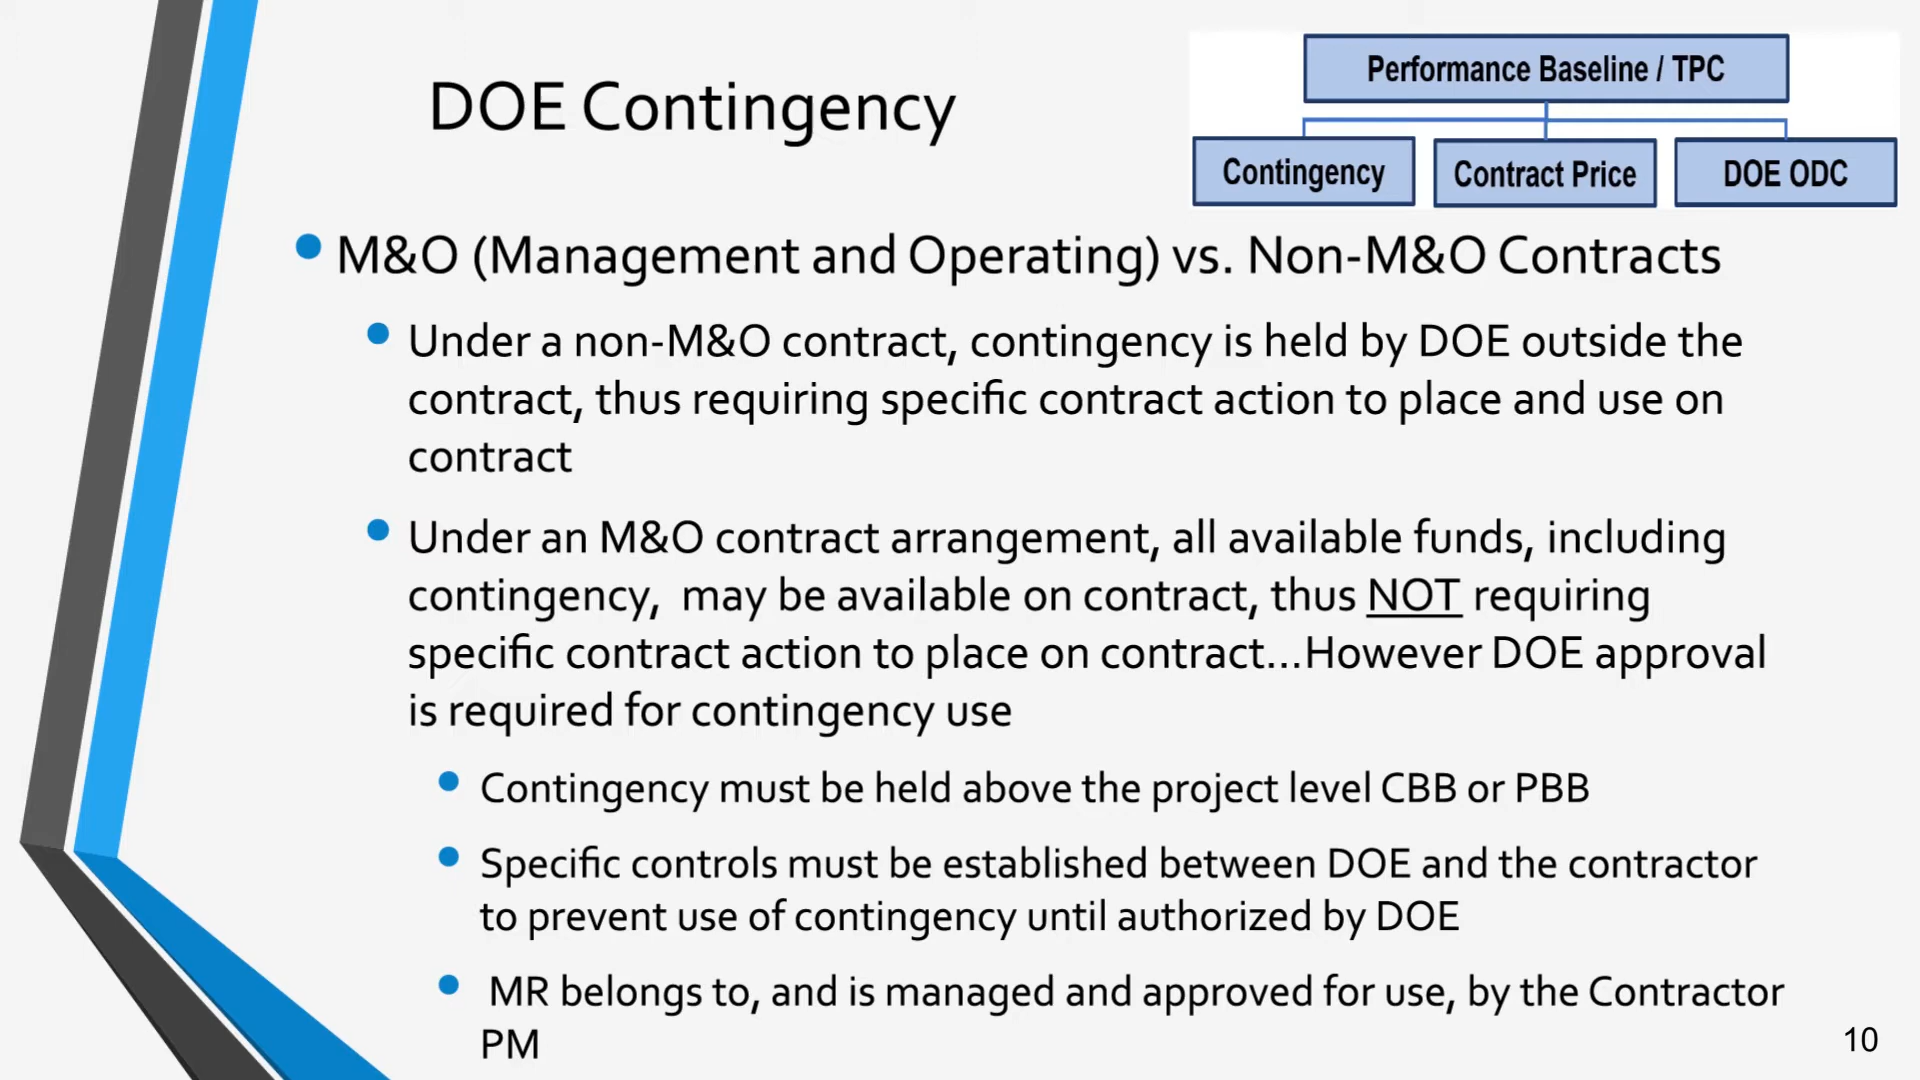 DOE Contingency
Performance Baseline / TPC
Contingency
Contract Price
DOE ODC
M&O (Management and Operating) vs. Non-M&O Contracts
Under a non-M&O contract, contingency is held by DOE outside the
contract, thus requiring specific contract action to place and use on
contract
Under an M&O contract arrangement, all available funds, including
contingency,  may be available on contract, thus NOT requiring
specific contract action to place on contract...However DOE approval
is required for contingency use
Contingency must be held above the project level CBB or PBB
Specific controls must be established between DOE and the contractor
to prevent use of contingency until authorized by DOE
MR belongs to, and is managed and approved for use, by the Contractor
PM
10